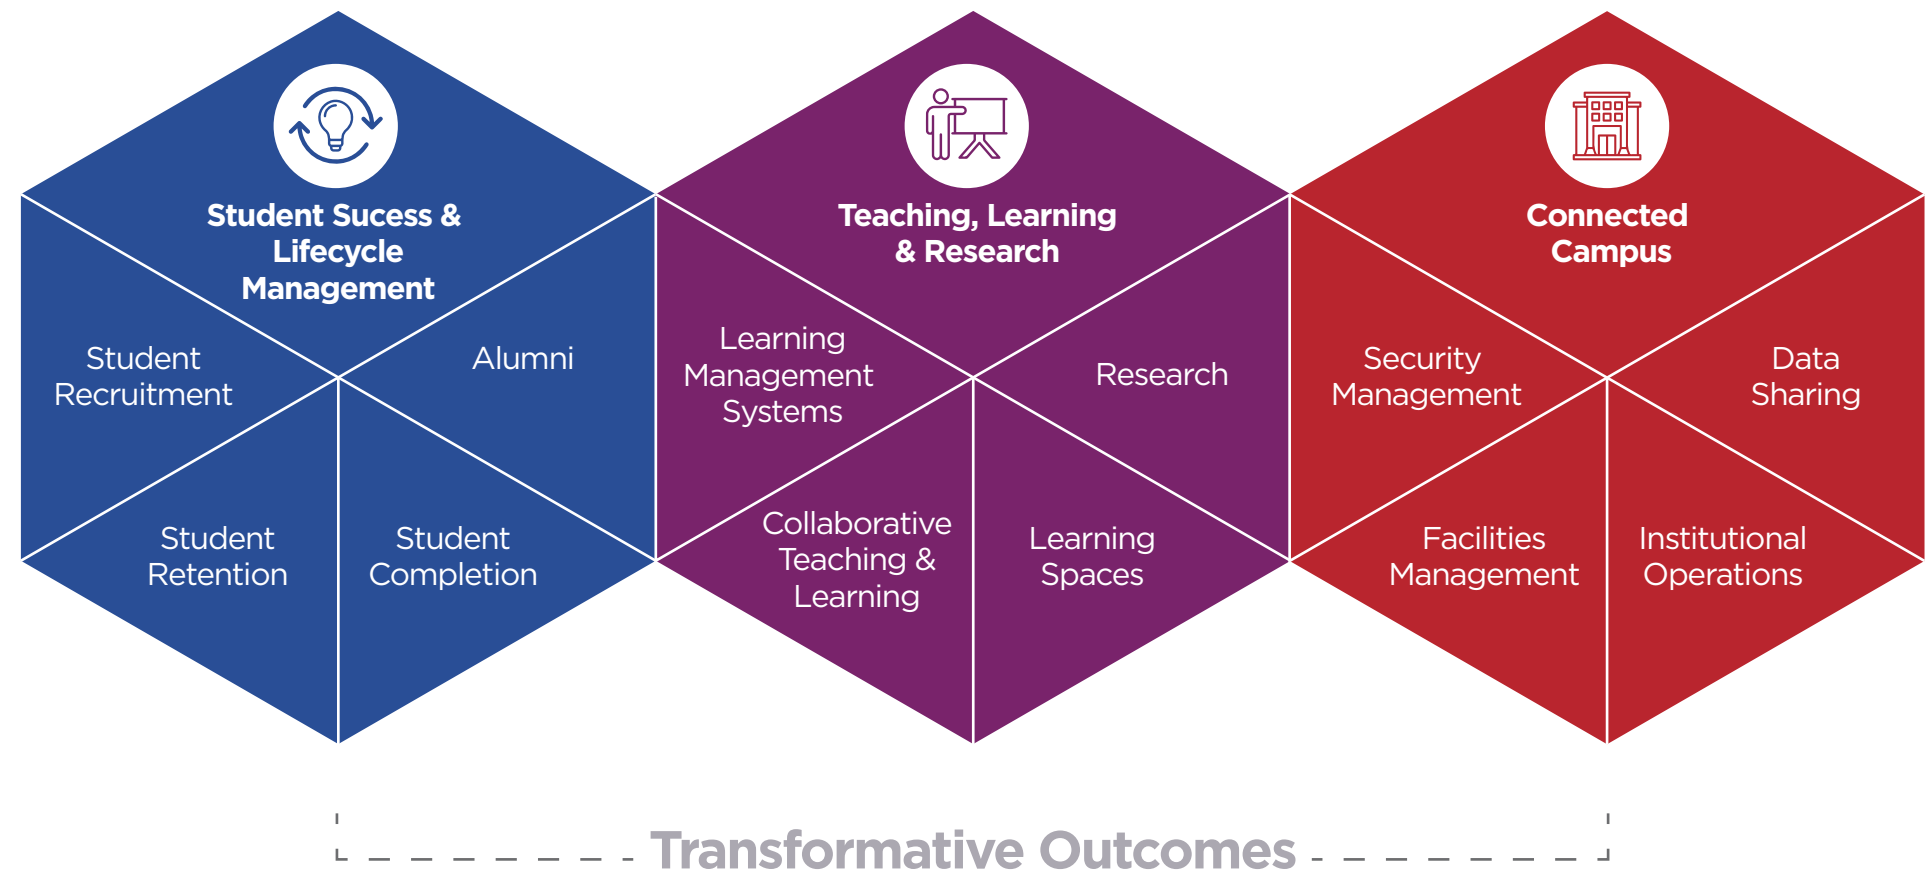 Student Sucess &
Lifecycle
Management
Student
Recruitment
Alumni
Student
Retention
Student
Completion
Teaching, Learning
& Research
Learning
Management
Systems
Research
Collaborative
Teaching &
Learning
Learning
Spaces
Connected
Campus
Security
Management
Data
Sharing
Facilities
Management
Institutional
Operations
Transformative Outcomes